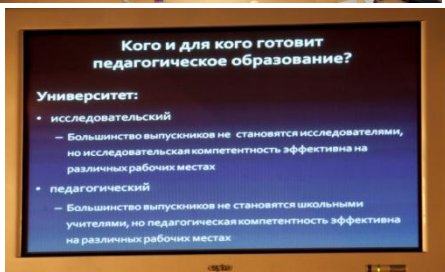 Кого и для кого готовит
педагогическое образование?
Университет:
• исследовательский
– Большинство выпускников не становятся исследователями,
но исследовательская компетентность эффективна на
различных рабочих местах
• педагогический
– Большинство выпускников не становятся школьными
учителями, но педагогическая компетентность эффективна
на различных рабочих местах